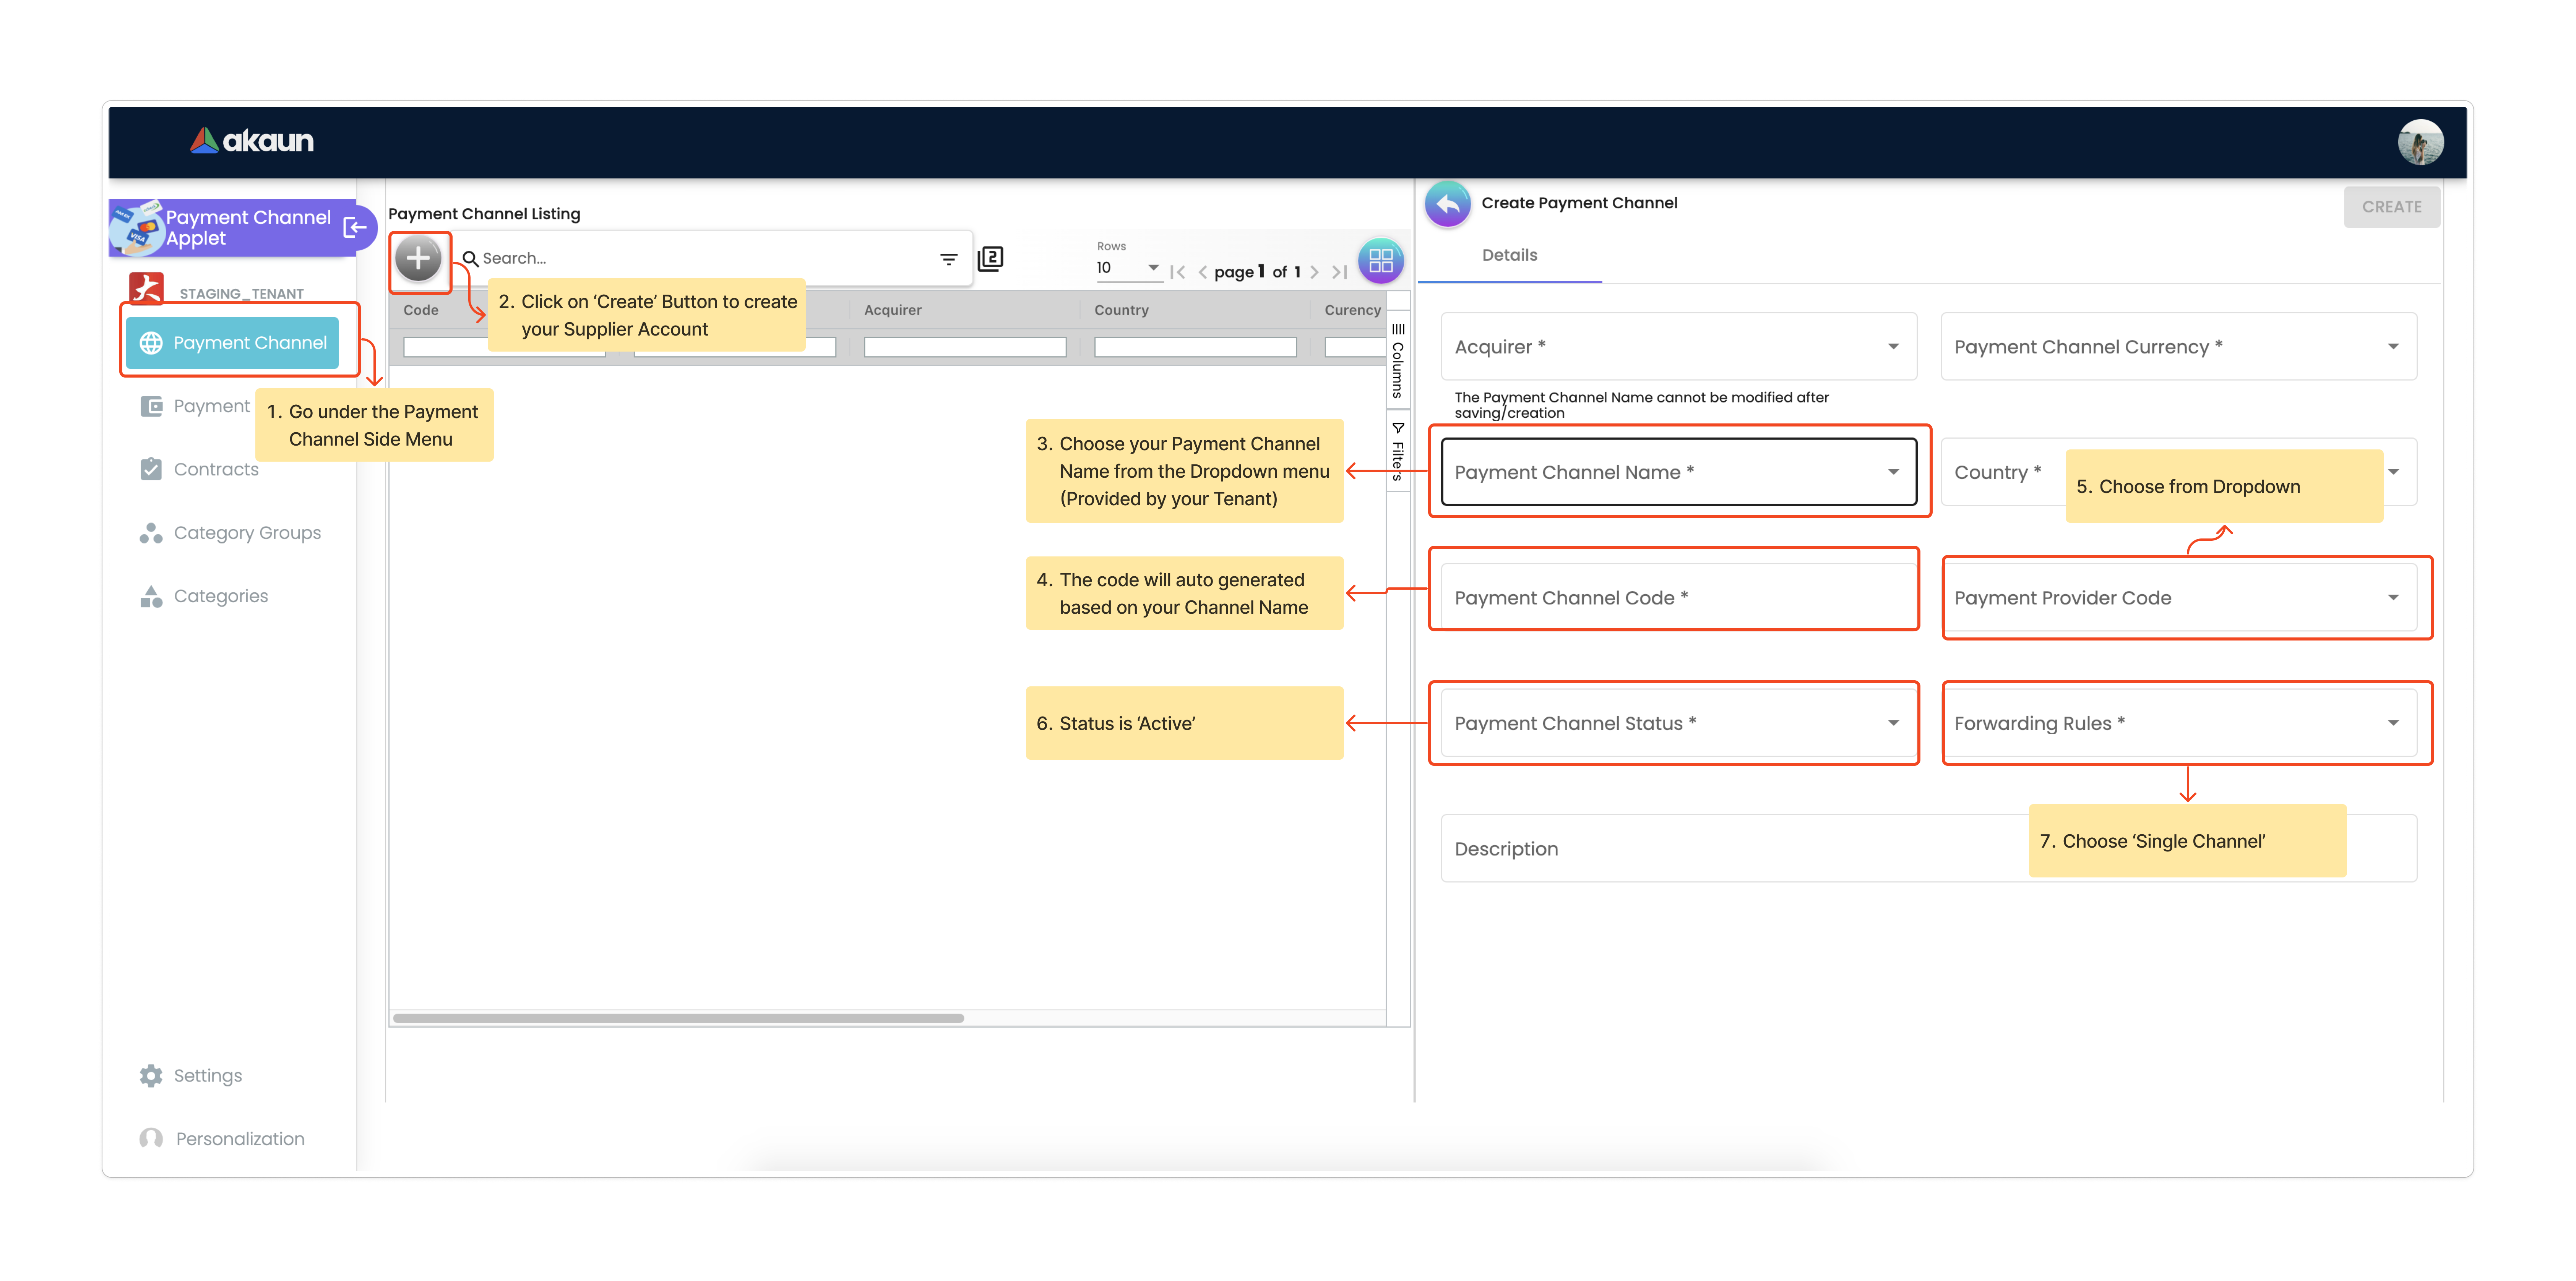 akaun
Payment Channel
Applet
STAGING_TENANT
Payment Channel
1. Go under the Payment
Channel Side Menu
Payment
Contracts
Category Groups
Categories
Settings
Personalization
Payment Channel Listing
Search...
2
Rows
10
page 1 of 1
2. Click on ‘Create’ Button to create
your Supplier Account
Code
Acquirer
Country
Curency
Columns
Filters
3. Choose your Payment Channel
Name from the Dropdown menu
(Provided by your Tenant)
4. The code will auto generated
based on your Channel Name
6. Status is ‘Active’
Create Payment Channel
CREATE
Details
Acquirer *
Payment Channel Currency *
The Payment Channel Name cannot be modified after
saving/creation
Payment Channel Name *
Country *
5. Choose from Dropdown
Payment Channel Code *
Payment Provider Code
Payment Channel Status *
Forwarding Rules *
Description
7. Choose ‘Single Channel’